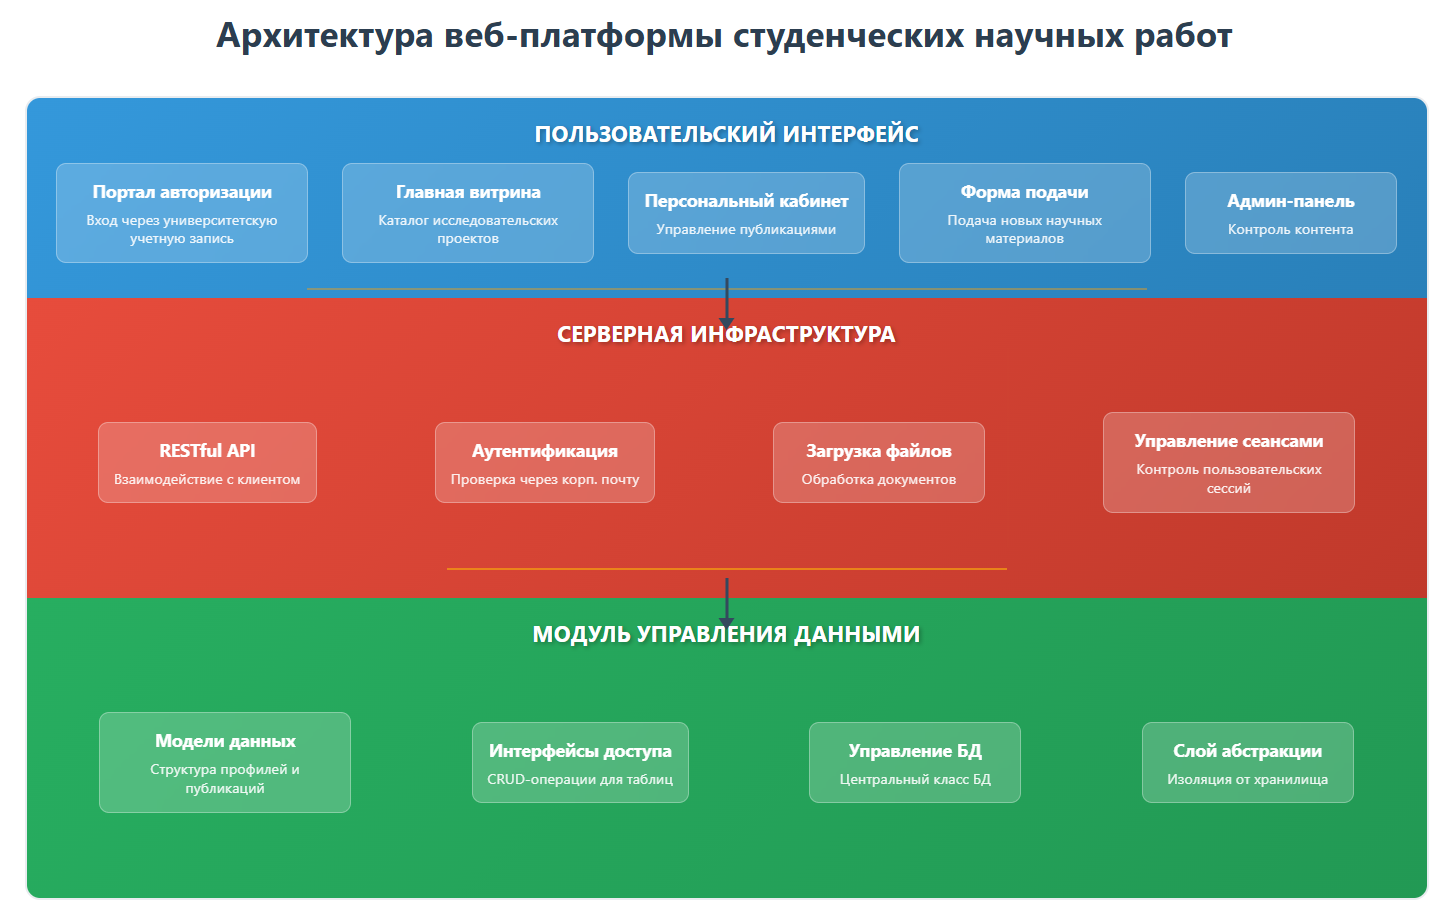 Архитектура веб-платформы студенческих научных работ
ПОЛЬЗОВАТЕЛЬСКИЙ ИНТЕРФЕЙС
Портал авторизации
Вход через университетскую
учетную запись
Главная витрина
Каталог исследовательских
проектов
Персональный кабинет
Управление публикациями
Форма подачи
Подача новых научных
материалов
Админ-панель
Контроль контента
СЕРВЕРНАЯ ИНФРАСТРУКТУРА
RESTful API
Взаимодействие с клиентом
Аутентификация
Проверка через корп. почту
Загрузка файлов
Обработка документов
Управление сеансами
Контроль пользовательских
сессий
МОДУЛЬ УПРАВЛЕНИЯ ДАННЫМИ
Модели данных
Структура профилей и
публикаций
Интерфейсы доступа
CRUD-операции для таблиц
Управление БД
Центральный класс БД
Слой абстракции
Изоляция от хранилища